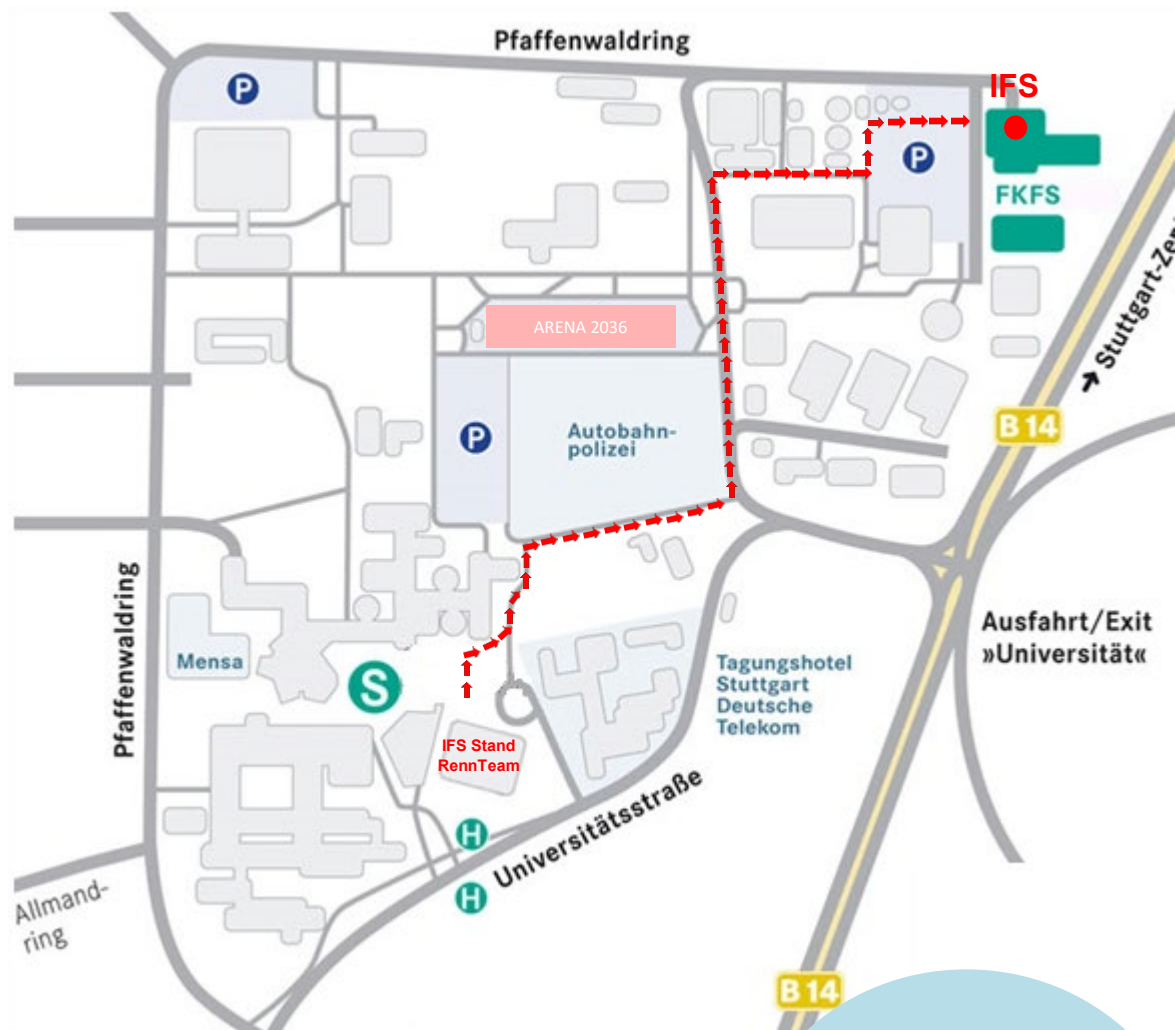 Pfaffenwaldring
P
IFS
P
FKFS
ARENA 2036
Stuttgart-Zen
B 14
P
Autobahn-
polizei
Pfaffenwaldring
Mensa
S
Ausfahrt/Exit
»Universität«
Tagungshotel
Stuttgart
Deutsche
Telekom
IFS Stand
RennTeam
H
Universitätsstraße
H
Allmand-
ring
B 14